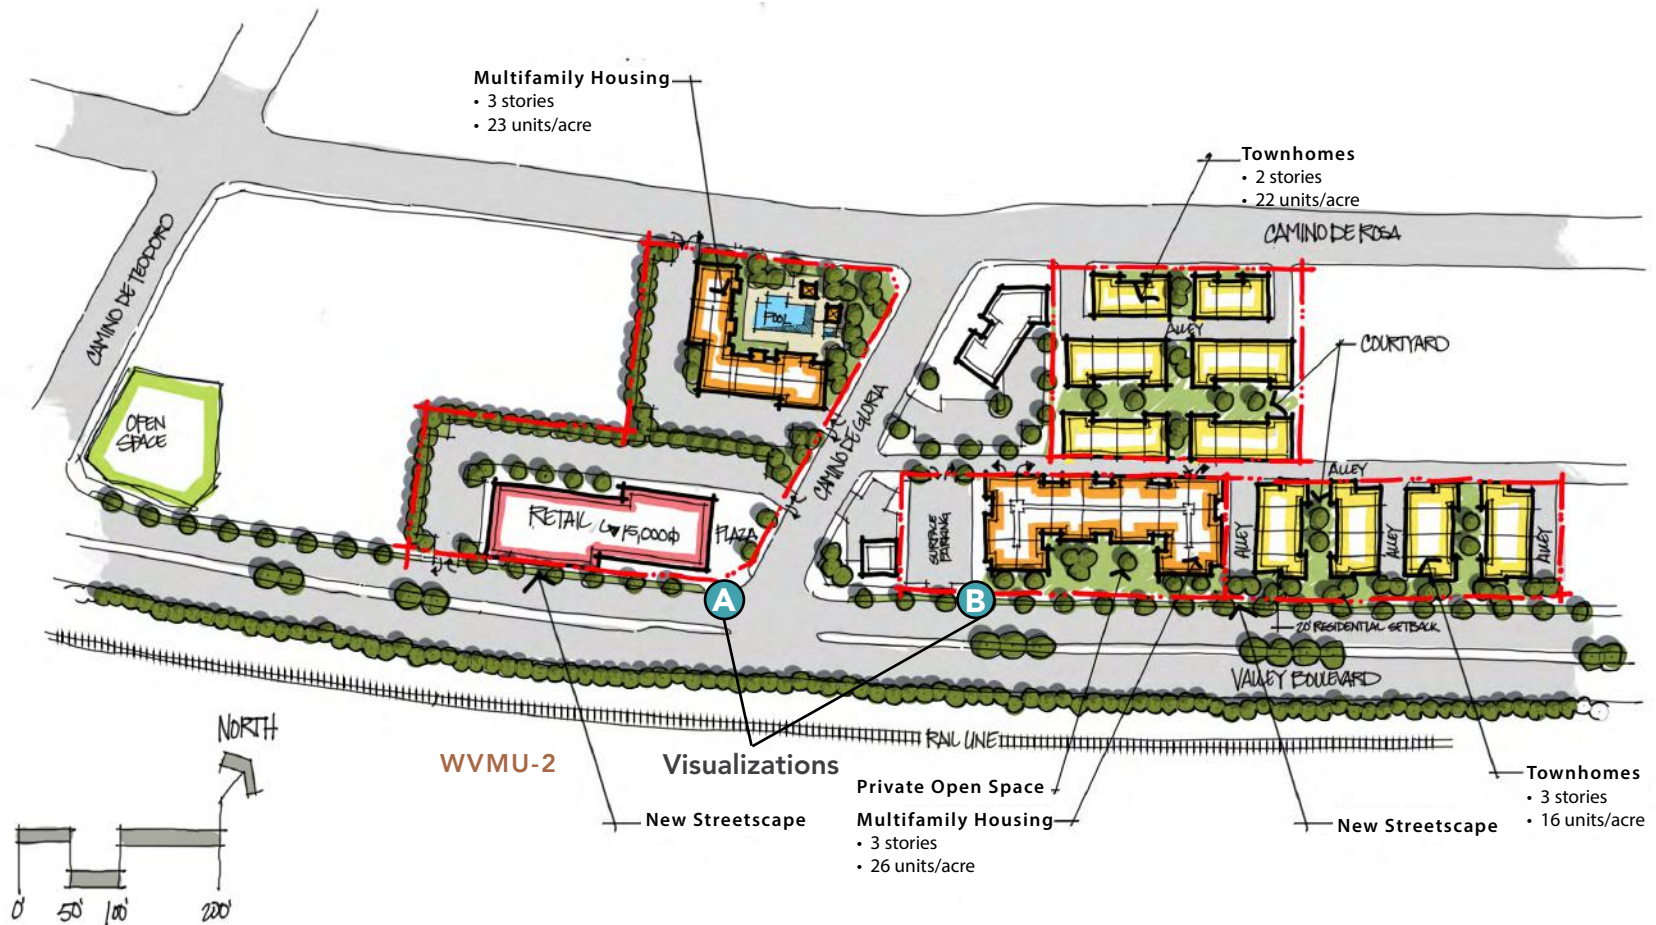 Multifamily Housing
• 3 stories
• 23 units/acre
Townhomes
• 2 stories
• 22 units/acre
CAMINO DE ROSA
CAMINO DE TEODORO
POOL
ALLEY
COURTYARD
CAMINO DE GLORIA
OPEN
SPACE
RETAIL
15,000
PLAZA
SURFACE
PARKING
ALLEY
ALLEY
ALLEY
ALLEY
A
B
20' RESIDENTIAL SETBACK
VALLEY BOULEVARD
RAIL LINE
NORTH
WVMU-2
Visualizations
Private Open Space
Multifamily Housing
• 3 stories
• 26 units/acre
New Streetscape
New Streetscape
Townhomes
• 3 stories
• 16 units/acre
0' 50' 100' 200'